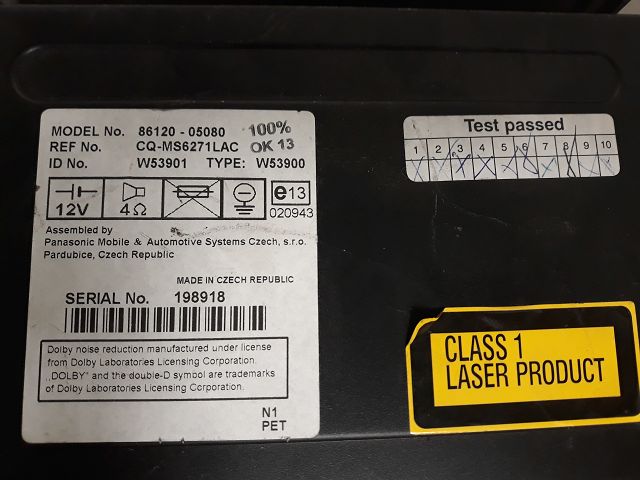 MODEL No. 86120 - 05080 100%
REF No. CQ-MS6271LAC OK 13
ID No. W53901 TYPE: W53900
12V 4Ω e13
020943
Assembled by
Panasonic Mobile & Automotive Systems Czech, s.r.o.
Pardubice, Czech Republic
MADE IN CZECH REPUBLIC
SERIAL No. 198918
Dolby noise reduction manufactured under license
from Dolby Laboratories Licensing Corporation.
,,DOLBY" and the double-D symbol are trademarks
of Dolby Laboratories Licensing Corporation.
N1
PET
Test passed
1 2 3 4 5 6 7 8 9 10
CLASS 1
LASER PRODUCT